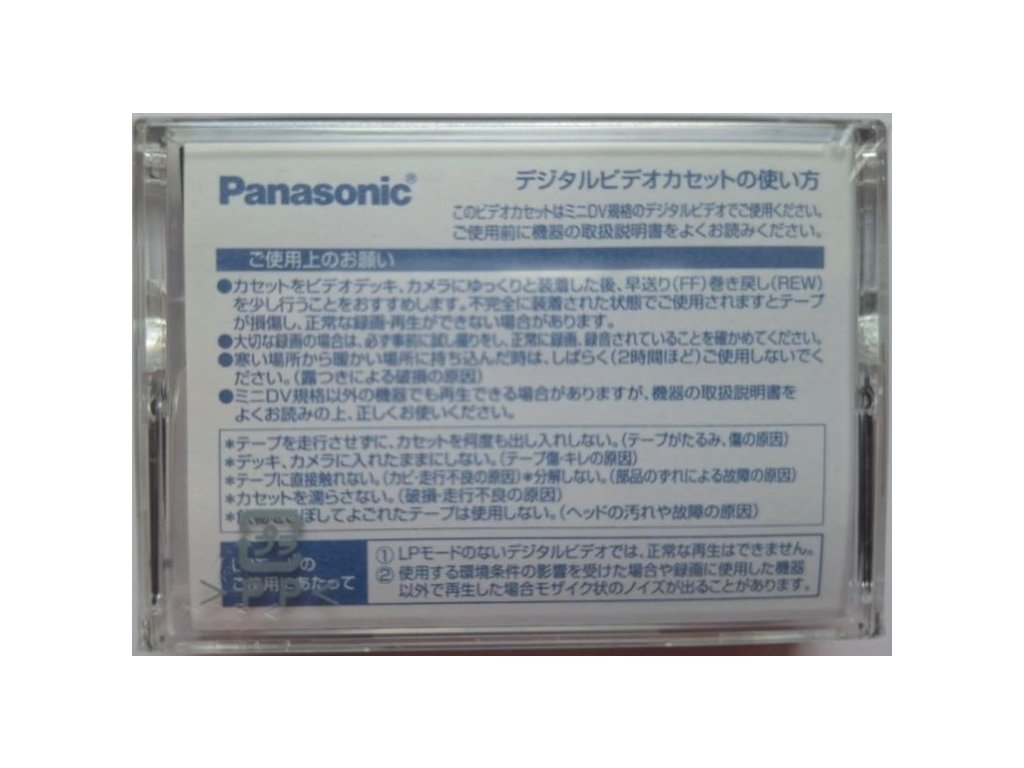 Panasonic®
デジタルビデオカセットの使い方
このビデオカセットはミニDV規格のデジタルビデオでご使用ください。
ご使用前に機器の取扱説明書をよくお読みください。
ご使用上のお願い
●カセットをビデオデッキ、カメラにゆっくりと装着した後、早送り(FF)巻き戻し(REW)
を少し行うことをおすすめします。不完全に装着された状態でご使用されますとテープ
が損傷し、正常な録画・再生ができない場合があります。
●大切な録画の場合は、必ず事前に試し撮りをし、正常に録画、録音されていることを確かめてください。
●寒い場所から暖かい場所に持ち込んだ時は、しばらく(2時間ほど)ご使用しないでく
ださい。(露つきによる破損の原因)
●ミニDV規格以外の機器でも再生できる場合がありますが、機器の取扱説明書を
よくお読みの上、正しくお使いください。
*テープを走行させずに、カセットを何度も出し入れしない。(テープがたるみ、傷の原因)
*デッキ、カメラに入れたままにしない。(テープ傷・キレの原因)
*テープに直接触れない。(カビ・走行不良の原因)*分解しない。(部品のずれによる故障の原因)
*カセットを濡らさない。(破損・走行不良の原因)
*ぼしてよごれたテープは使用しない。(ヘッドの汚れや故障の原因)
プラ
PP
の
ご使用にあたって
① LPモードのないデジタルビデオでは、正常な再生はできません。
② 使用する環境条件の影響を受けた場合や録画に使用した機器
以外で再生した場合モザイク状のノイズが出ることがあります。